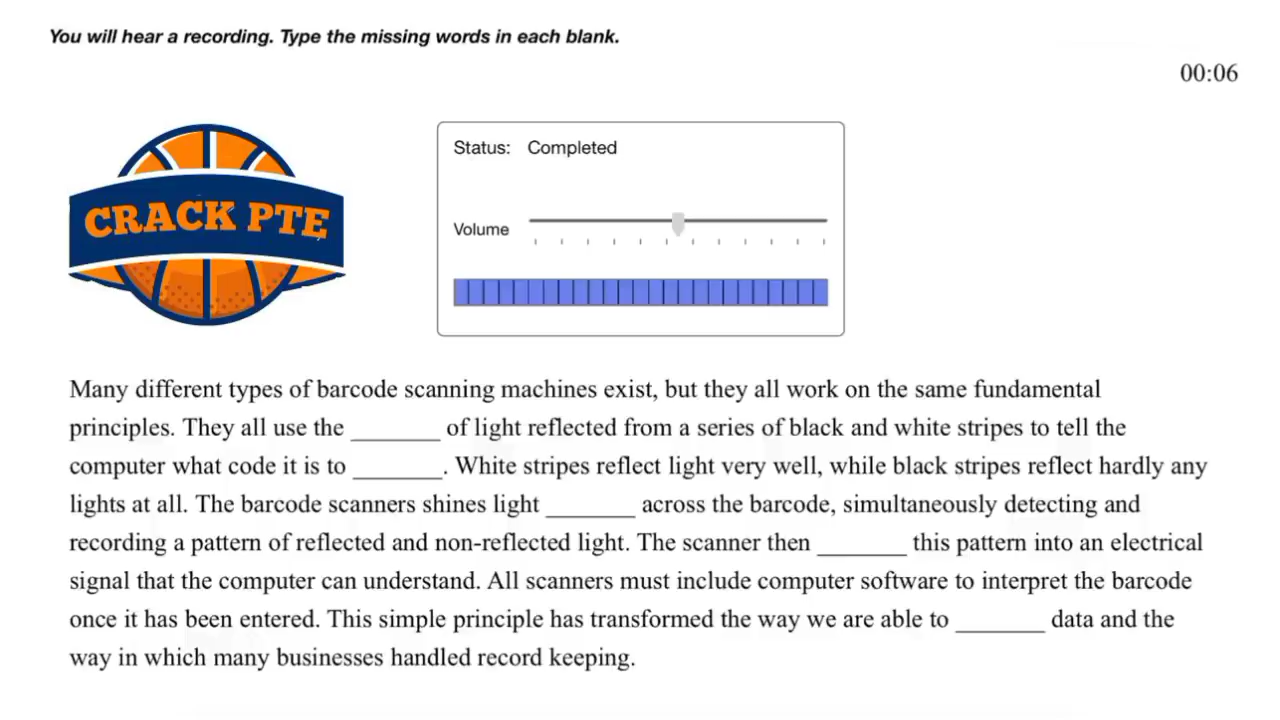 You will hear a recording. Type the missing words in each blank.
00:06
CRACK PTE
Status: Completed
Volume
Many different types of barcode scanning machines exist, but they all work on the same fundamental
principles. They all use the _______ of light reflected from a series of black and white stripes to tell the
computer what code it is to _______. White stripes reflect light very well, while black stripes reflect hardly any
lights at all. The barcode scanners shines light _______ across the barcode, simultaneously detecting and
recording a pattern of reflected and non-reflected light. The scanner then _______ this pattern into an electrical
signal that the computer can understand. All scanners must include computer software to interpret the barcode
once it has been entered. This simple principle has transformed the way we are able to _______ data and the
way in which many businesses handled record keeping.